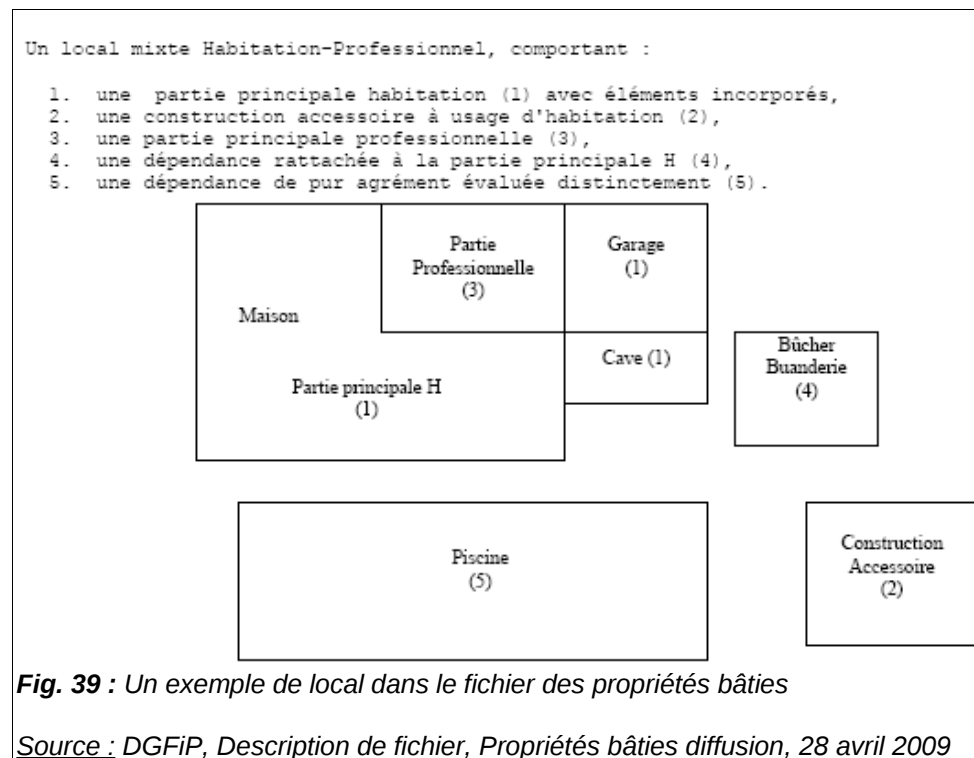 Un local mixte Habitation-Professionnel, comportant :
1. une partie principale habitation (1) avec éléments incorporés,
2. une construction accessoire à usage d'habitation (2),
3. une partie principale professionnelle (3),
4. une dépendance rattachée à la partie principale H (4),
5. une dépendance de pur agrément évaluée distinctement (5).
Partie
Professionnelle
(3)
Garage
(1)
Maison
Cave (1)
Bûcher
Buanderie
(4)
Partie principale H
(1)
Piscine
(5)
Construction
Accessoire
(2)
Fig. 39 : Un exemple de local dans le fichier des propriétés bâties
Source : DGFiP, Description de fichier, Propriétés bâties diffusion, 28 avril 2009